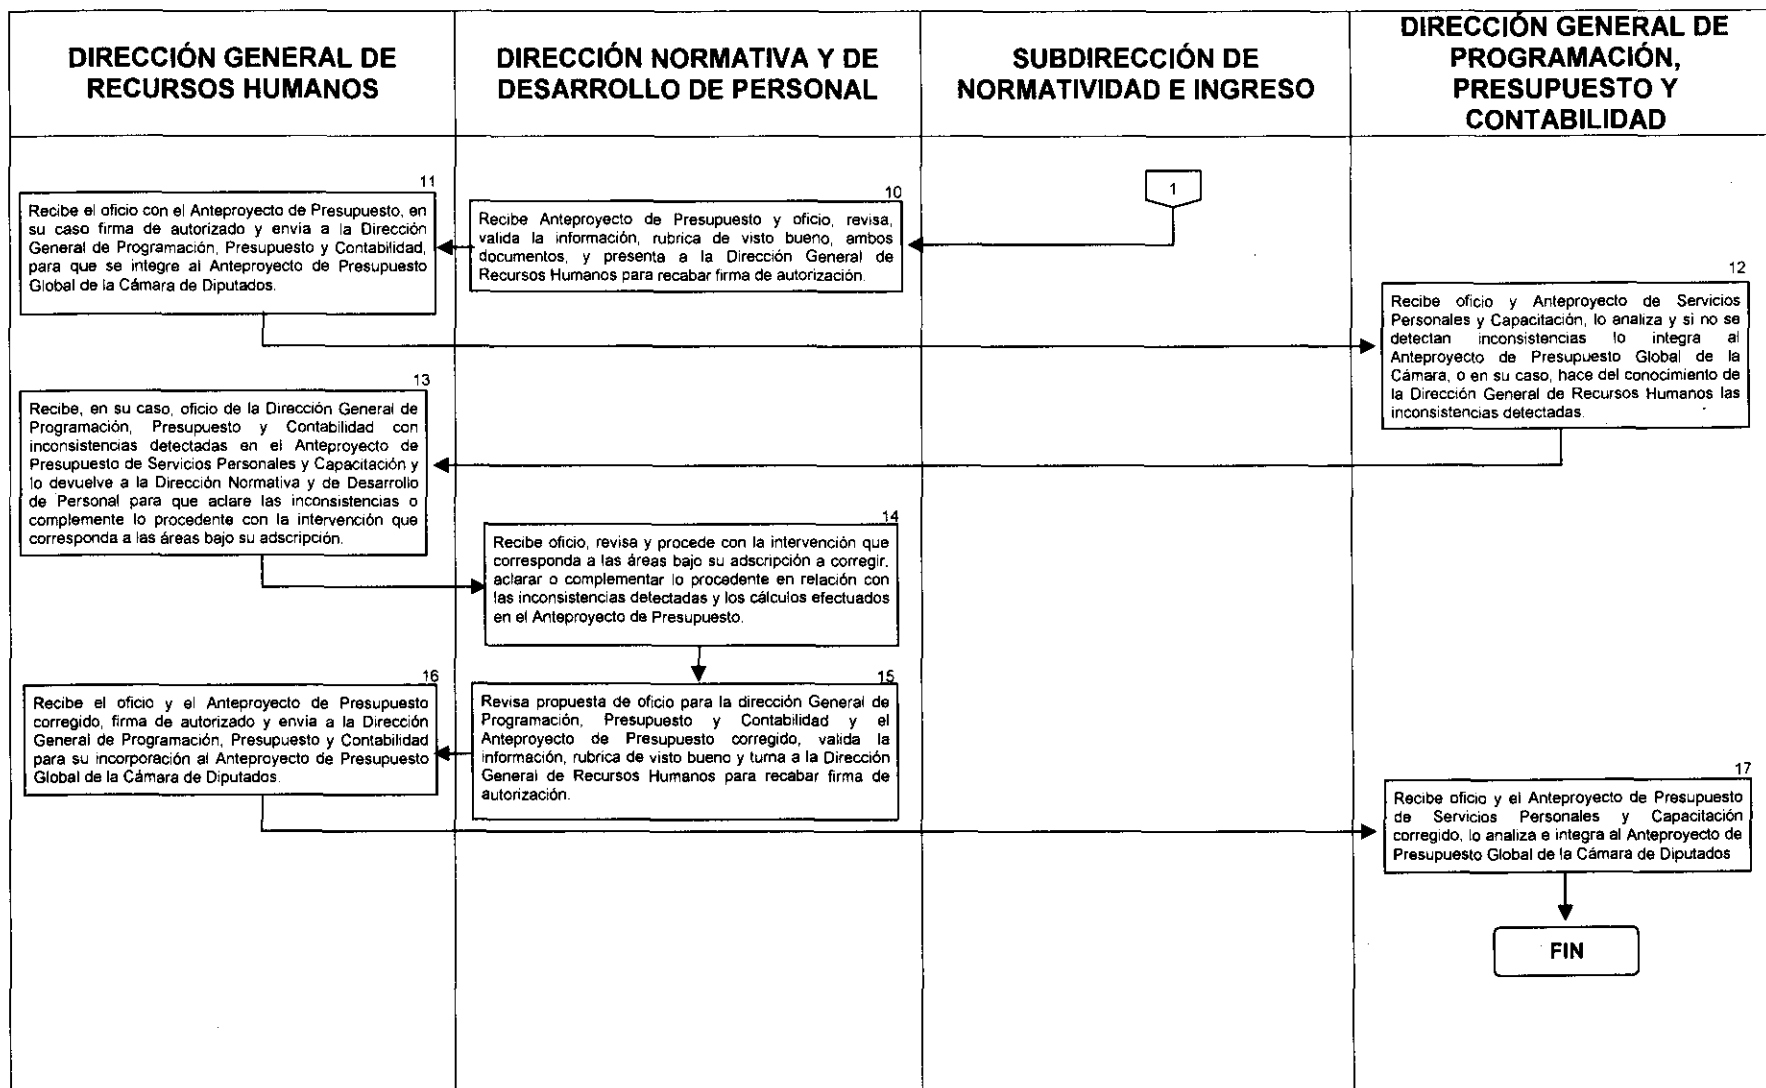 DIRECCIÓN GENERAL DE
RECURSOS HUMANOS
DIRECCIÓN NORMATIVA Y DE
DESARROLLO DE PERSONAL
SUBDIRECCIÓN DE
NORMATIVIDAD E INGRESO
DIRECCIÓN GENERAL DE
PROGRAMACIÓN,
PRESUPUESTO Y
CONTABILIDAD
1
10
Recibe Anteproyecto de Presupuesto y oficio, revisa,
valida la información, rubrica de visto bueno, ambos
documentos, y presenta a la Dirección General de
Recursos Humanos para recabar firma de autorización.
11
Recibe el oficio con el Anteproyecto de Presupuesto, en
su caso firma de autorizado y envia a la Dirección
General de Programación, Presupuesto y Contabilidad,
para que se integre al Anteproyecto de Presupuesto
Global de la Cámara de Diputados.
12
Recibe oficio y Anteproyecto de Servicios
Personales y Capacitación, lo analiza y si no se
detectan inconsistencias lo integra al
Anteproyecto de Presupuesto Global de la
Cámara, o en su caso, hace del conocimiento de
la Dirección General de Recursos Humanos las
inconsistencias detectadas.
13
Recibe, en su caso, oficio de la Dirección General de
Programación, Presupuesto y Contabilidad con
inconsistencias detectadas en el Anteproyecto de
Presupuesto de Servicios Personales y Capacitación y
lo devuelve a la Dirección Normativa y de Desarrollo
de Personal para que aclare las inconsistencias o
complemente lo procedente con la intervención que
corresponda a las áreas bajo su adscripción.
14
Recibe oficio, revisa y procede con la intervención que
corresponda a las áreas bajo su adscripción a corregir,
aclarar o complementar lo procedente en relación con
las inconsistencias detectadas y los cálculos efectuados
en el Anteproyecto de Presupuesto.
15
Revisa propuesta de oficio para la dirección General de
Programación, Presupuesto y Contabilidad y el
Anteproyecto de Presupuesto corregido, valida la
información, rubrica de visto bueno y turna a la Dirección
General de Recursos Humanos para recabar firma de
autorización.
16
Recibe el oficio y el Anteproyecto de Presupuesto
corregido, firma de autorizado y envia a la Dirección
General de Programación, Presupuesto y Contabilidad
para su incorporación al Anteproyecto de Presupuesto
Global de la Cámara de Diputados.
17
Recibe oficio y el Anteproyecto de Presupuesto
de Servicios Personales y Capacitación
corregido, lo analiza e integra al Anteproyecto de
Presupuesto Global de la Cámara de Diputados
FIN